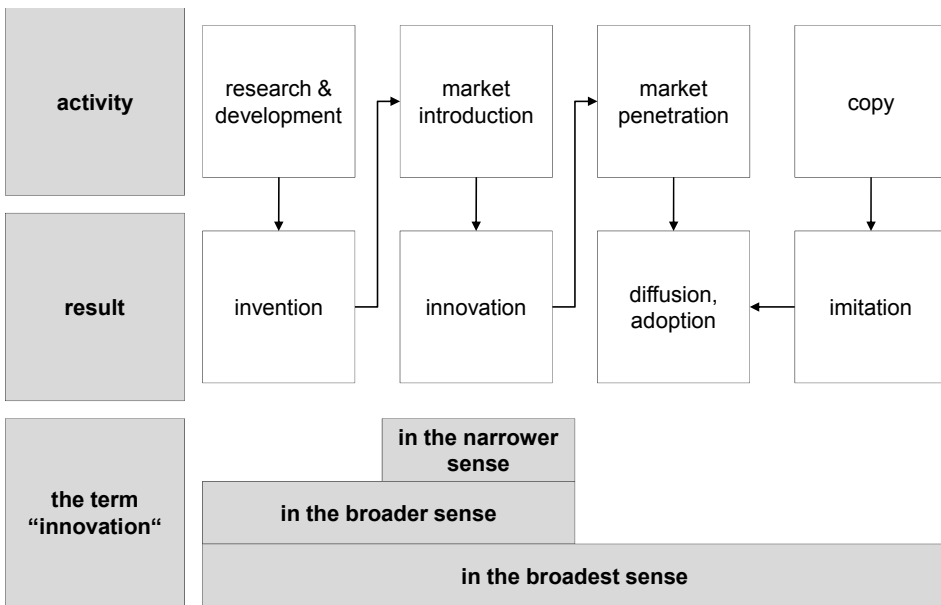 activity
research &
development
market
introduction
market
penetration
copy
result
invention
innovation
diffusion,
adoption
imitation
the term
“innovation“
in the narrower
sense
in the broader sense
in the broadest sense